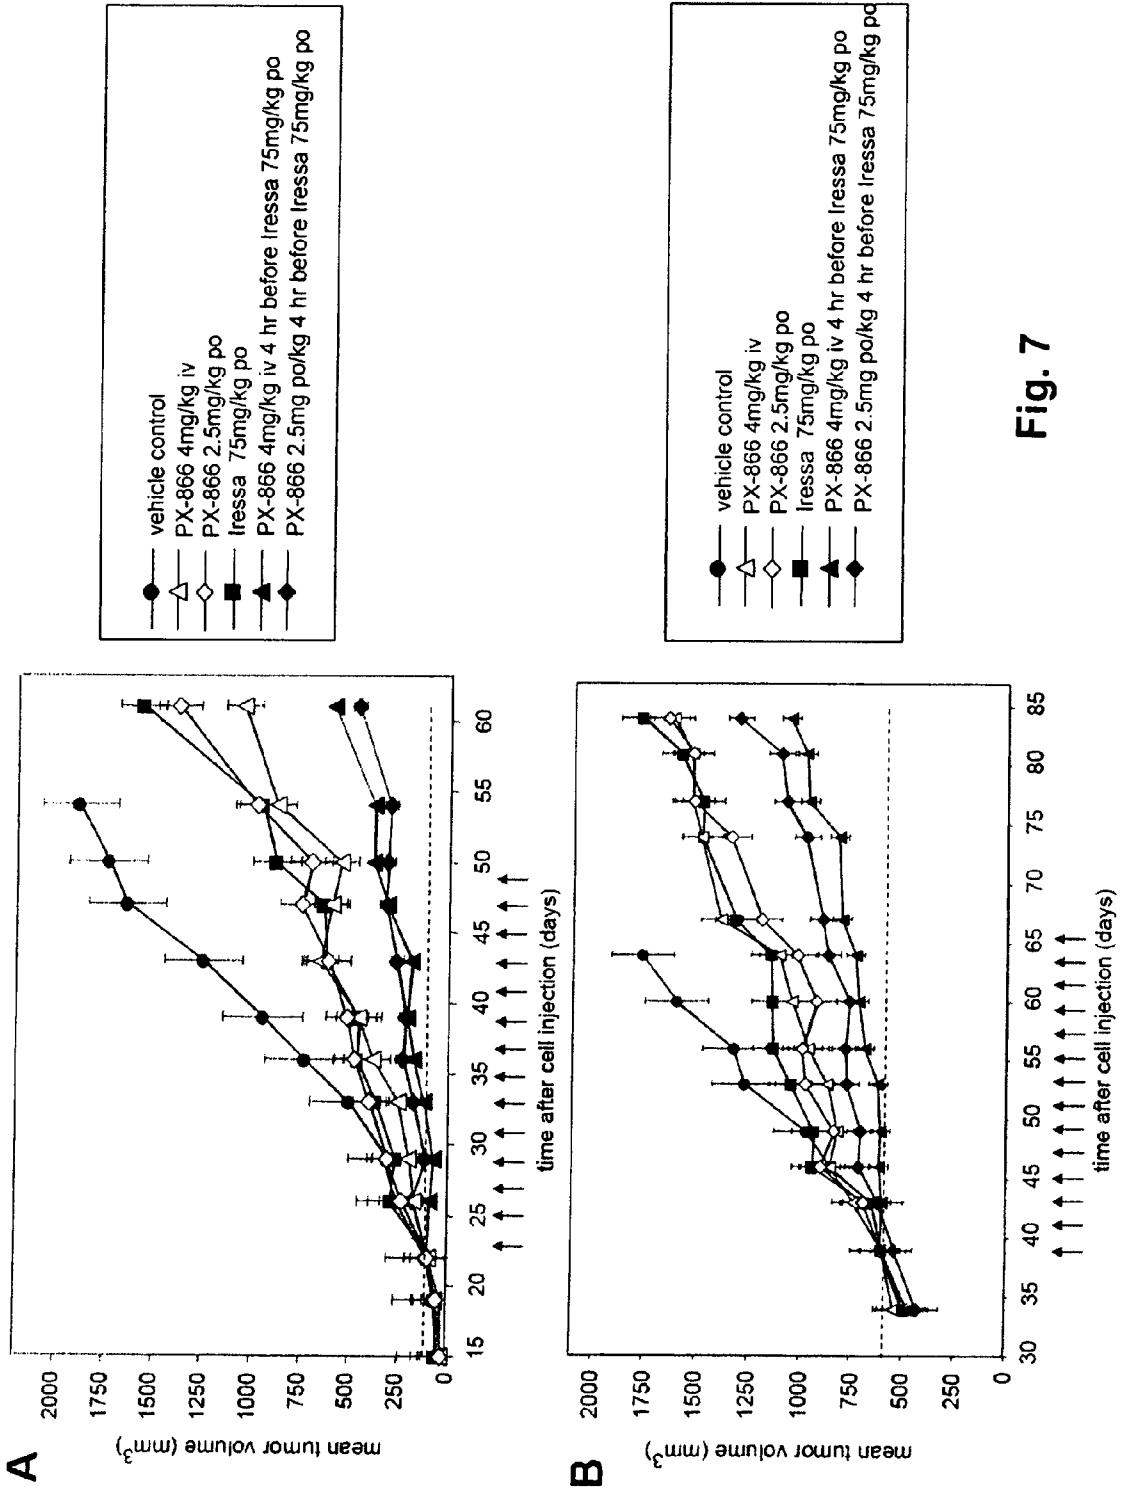 A
mean tumor volume (mm³)
2000
1750
1500
1250
1000
750
500
250
0
15
20
25
30
35
40
45
50
55
60
time after cell injection (days)
vehicle control
PX-866 4mg/kg iv
PX-866 2.5mg/kg po
Iressa 75mg/kg po
PX-866 4mg/kg iv 4 hr before Iressa 75mg/kg po
PX-866 2.5mg po/kg 4 hr before Iressa 75mg/kg po
B
mean tumor volume (mm³)
2000
1750
1500
1250
1000
750
500
250
0
30
35
40
45
50
55
60
65
70
75
80
85
time after cell injection (days)
vehicle control
PX-866 4mg/kg iv
PX-866 2.5mg/kg po
Iressa 75mg/kg po
PX-866 4mg/kg iv 4 hr before Iressa 75mg/kg po
PX-866 2.5mg po/kg 4 hr before Iressa 75mg/kg po
Fig. 7